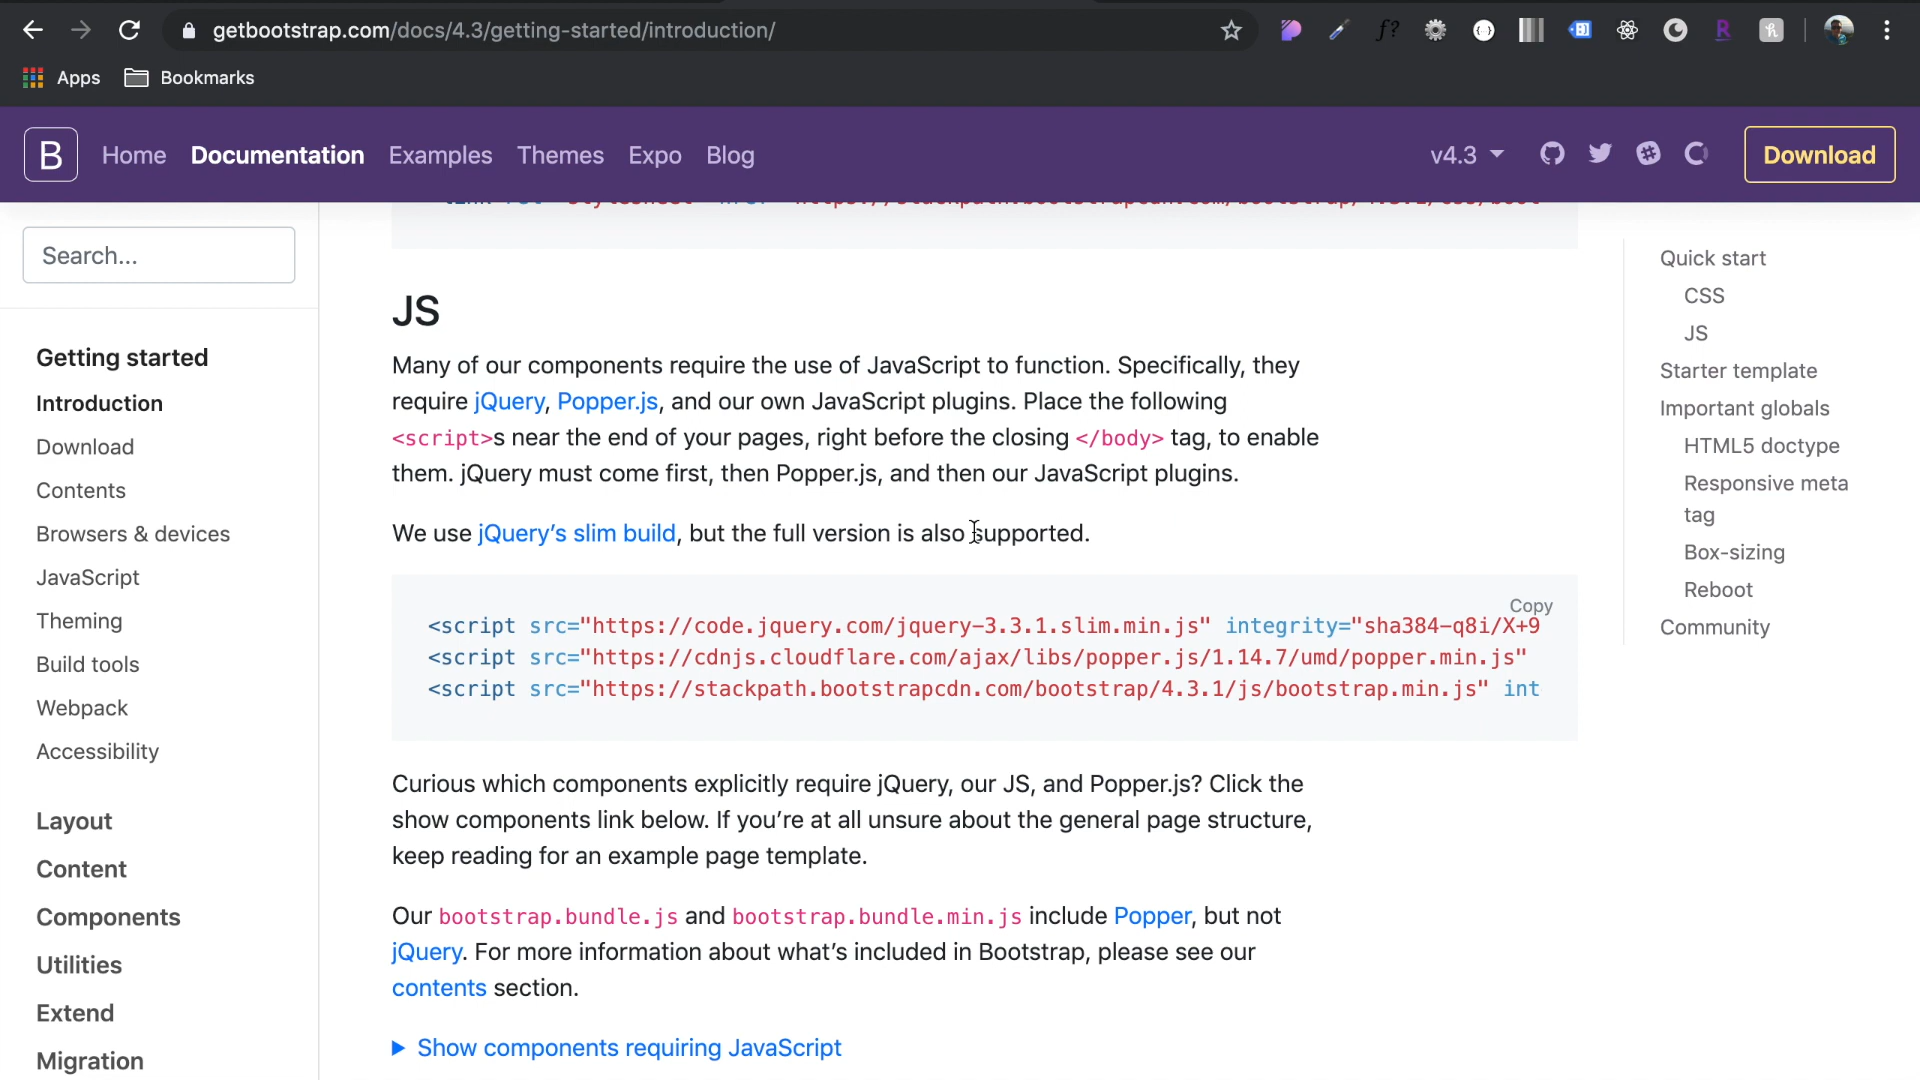 getbootstrap.com/docs/4.3/getting-started/introduction/
Apps Bookmarks
B Home Documentation Examples Themes Expo Blog v4.3 Download
Search...
Getting started
Introduction
Download
Contents
Browsers & devices
JavaScript
Theming
Build tools
Webpack
Accessibility
Layout
Content
Components
Utilities
Extend
Migration
JS
Many of our components require the use of JavaScript to function. Specifically, they
require jQuery, Popper.js, and our own JavaScript plugins. Place the following
<script>s near the end of your pages, right before the closing </body> tag, to enable
them. jQuery must come first, then Popper.js, and then our JavaScript plugins.
We use jQuery’s slim build, but the full version is also supported.
Copy
<script src="https://code.jquery.com/jquery-3.3.1.slim.min.js" integrity="sha384-q8i/X+9
<script src="https://cdnjs.cloudflare.com/ajax/libs/popper.js/1.14.7/umd/popper.min.js"
<script src="https://stackpath.bootstrapcdn.com/bootstrap/4.3.1/js/bootstrap.min.js" int
Curious which components explicitly require jQuery, our JS, and Popper.js? Click the
show components link below. If you’re at all unsure about the general page structure,
keep reading for an example page template.
Our bootstrap.bundle.js and bootstrap.bundle.min.js include Popper, but not
jQuery. For more information about what’s included in Bootstrap, please see our
contents section.
Show components requiring JavaScript
Quick start
CSS
JS
Starter template
Important globals
HTML5 doctype
Responsive meta
tag
Box-sizing
Reboot
Community